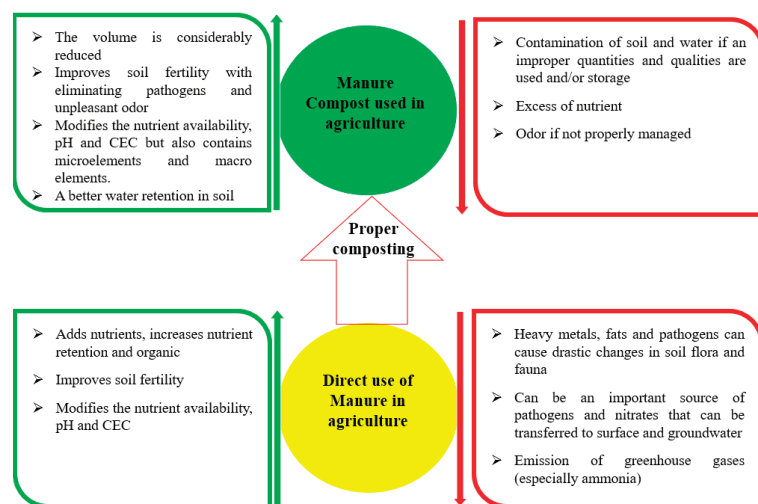 ➢ The volume is considerably
reduced
➢ Improves soil fertility with
eliminating pathogens and
unpleasant odor
➢ Modifies the nutrient availability,
pH and CEC but also contains
microelements and macro
elements.
➢ A better water retention in soil
Manure
Compost used in
agriculture
➢ Contamination of soil and water if an
improper quantities and qualities are
used and/or storage
➢ Excess of nutrient
➢ Odor if not properly managed
Proper
composting
➢ Adds nutrients, increases nutrient
retention and organic
➢ Improves soil fertility
➢ Modifies the nutrient availability,
pH and CEC
Direct use of
Manure in
agriculture
➢ Heavy metals, fats and pathogens can
cause drastic changes in soil flora and
fauna
➢ Can be an important source of
pathogens and nitrates that can be
transferred to surface and groundwater
➢ Emission of greenhouse gases
(especially ammonia)